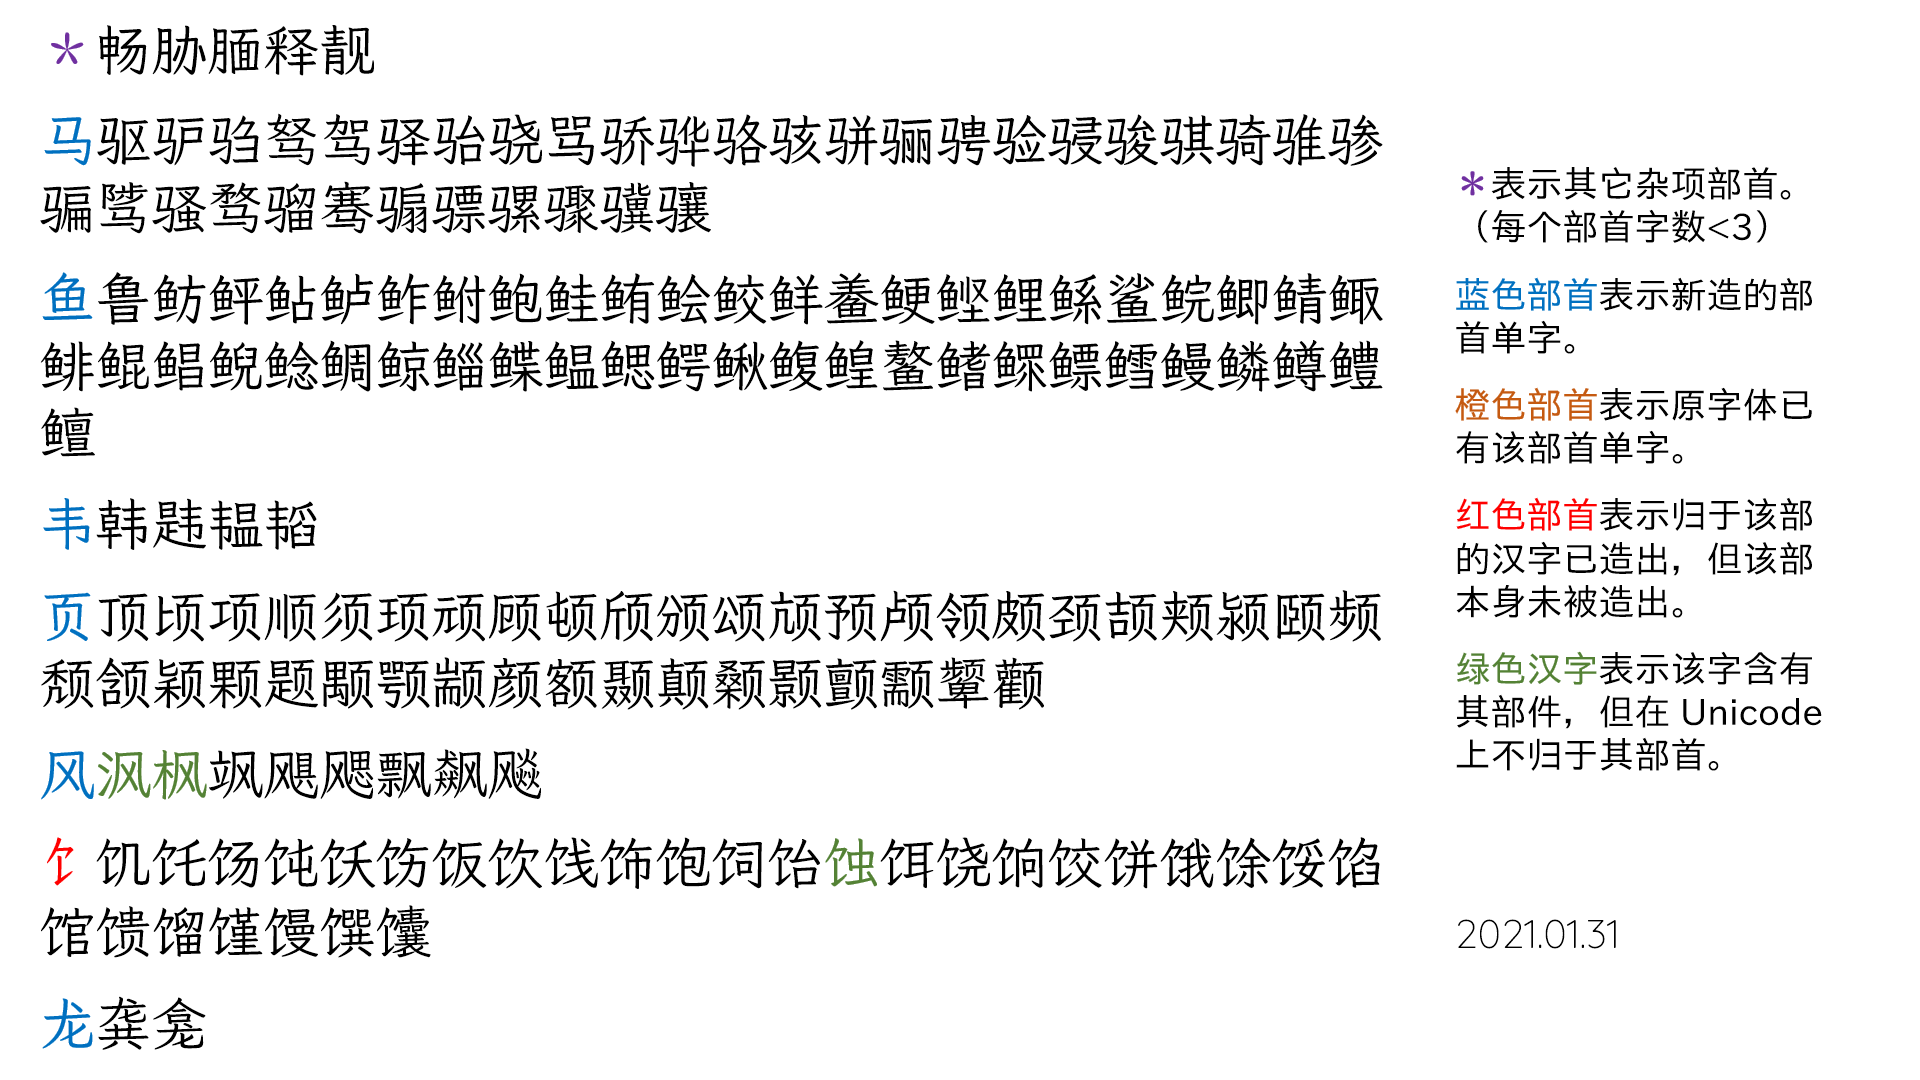 *畅胁腼释靓
马驱驴驺驽驾驿骀骁骂骄骅骆骇骈骊骋验骎骏骐骑骓骖
骗骘骚骛骝骞骟骠骡骤骥骧
鱼鲁鲂鲆鲇鲈鲊鲋鲍鲑鲔鲙鲛鲜鲞鲠鲣鲤鲧鲨鲩鲫鲭鲰
鲱鲲鲳鲵鲶鲷鲸鲻鲽鳁鳃鳄鳅鳆鳇鳌鳍鳏鳔鳕鳗鳞鳟鳢
鳣
韦韩韪韫韬
页顶顷项顺须顼顽顾顿颀颁颂颃预颅领颇颈颉颊颍颐频
颓颔颖颗题颙颚颛颜额颞颠颡颢颤颥颦颧
风沨枫飒飓飔飘飙飚
饣饥饦饧饨饫饬饭饮饯饰饱饲饴蚀饵饶饷饺饼饿馀馁馅
馆馈馏馑馒馔馕
龙龚龛
*表示其它杂项部首。
（每个部首字数<3）
蓝色部首表示新造的部
首单字。
橙色部首表示原字体已
有该部首单字。
红色部首表示归于该部
的汉字已造出，但该部
本身未被造出。
绿色汉字表示该字含有
其部件，但在 Unicode
上不归于其部首。
2021.01.31